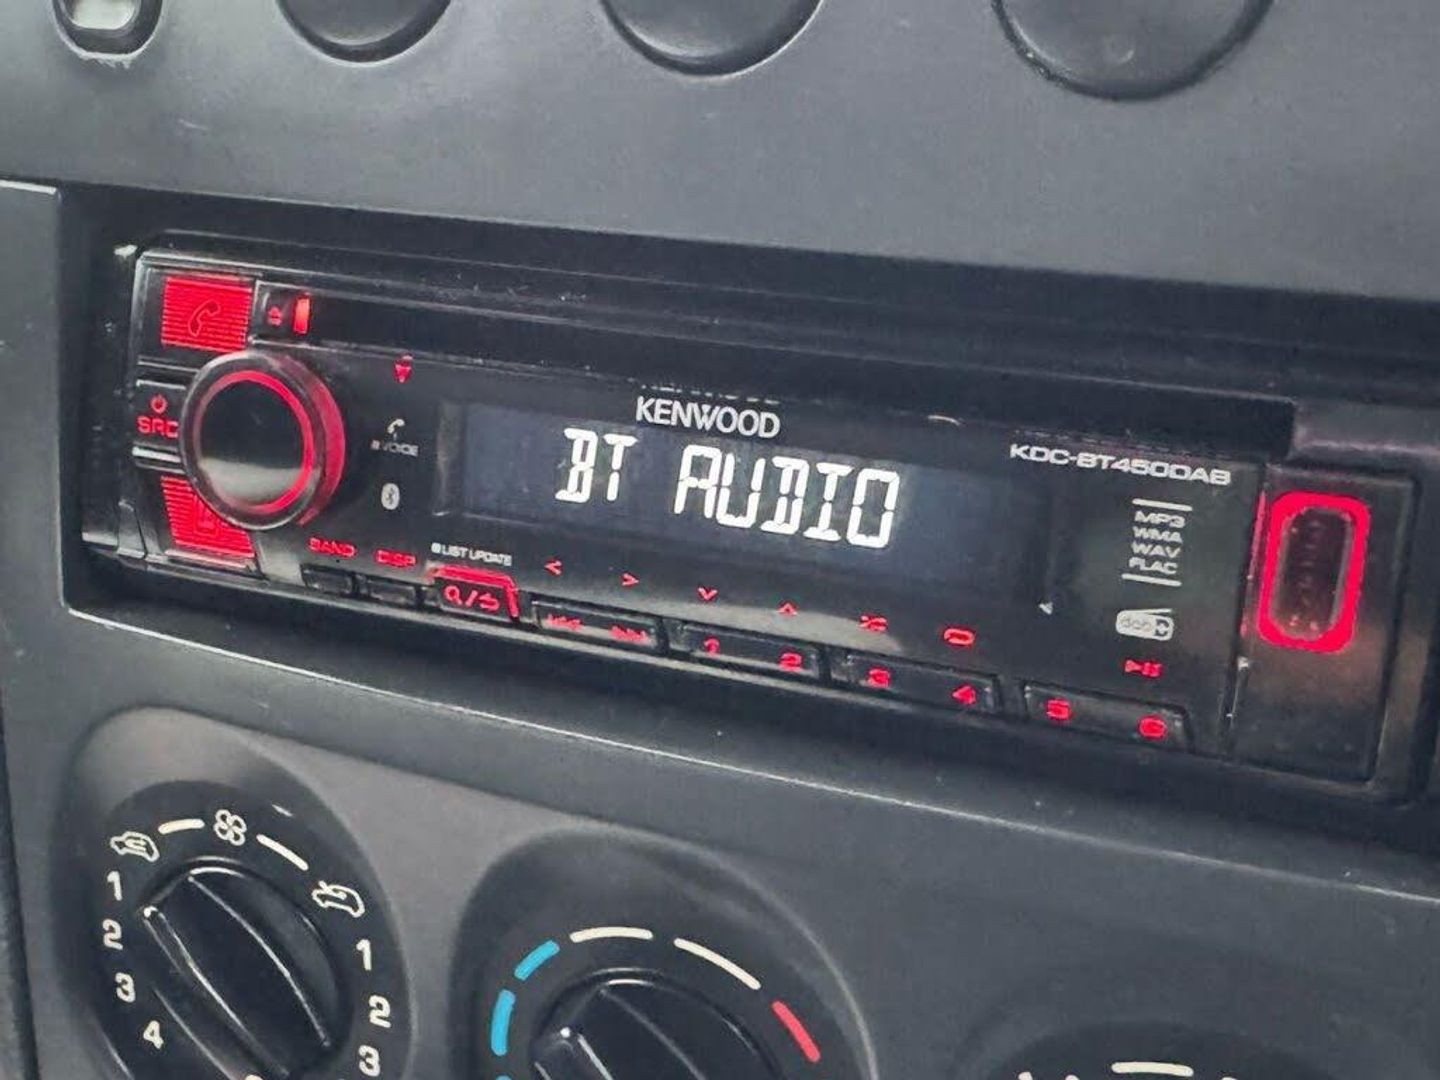 KENWOOD
KDC-BT450DAB
BT AUDIO
SRC
VOICE
MP3
WMA
WAV
FLAC
dab+
BAND
DISP
LIST UPDATE
1
2
3
4
5
6
1
2
3
4
1
2
3